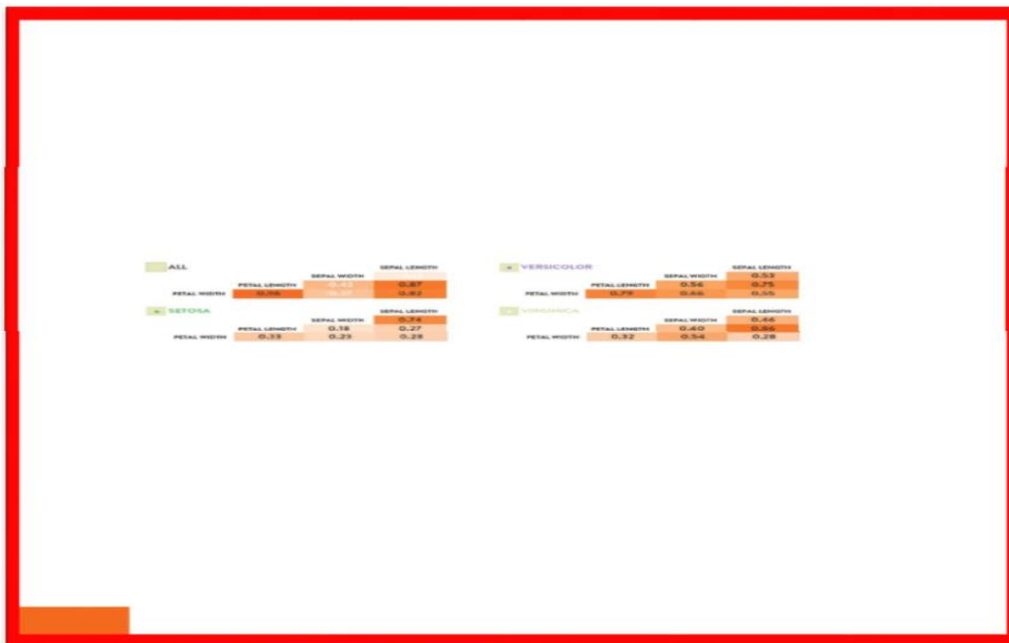 ALL
SEPAL LENGTH
SEPAL WIDTH
PETAL LENGTH 0.87
PETAL WIDTH 0.96 0.82
VERSICOLOR
SEPAL LENGTH
SEPAL WIDTH 0.53
PETAL LENGTH 0.56 0.75
PETAL WIDTH 0.79 0.66 0.55
SETOSA
SEPAL LENGTH
SEPAL WIDTH 0.74
PETAL LENGTH 0.18 0.27
PETAL WIDTH 0.33 0.23 0.28
SEPAL LENGTH
SEPAL WIDTH 0.46
PETAL LENGTH 0.40 0.86
PETAL WIDTH 0.32 0.54 0.28